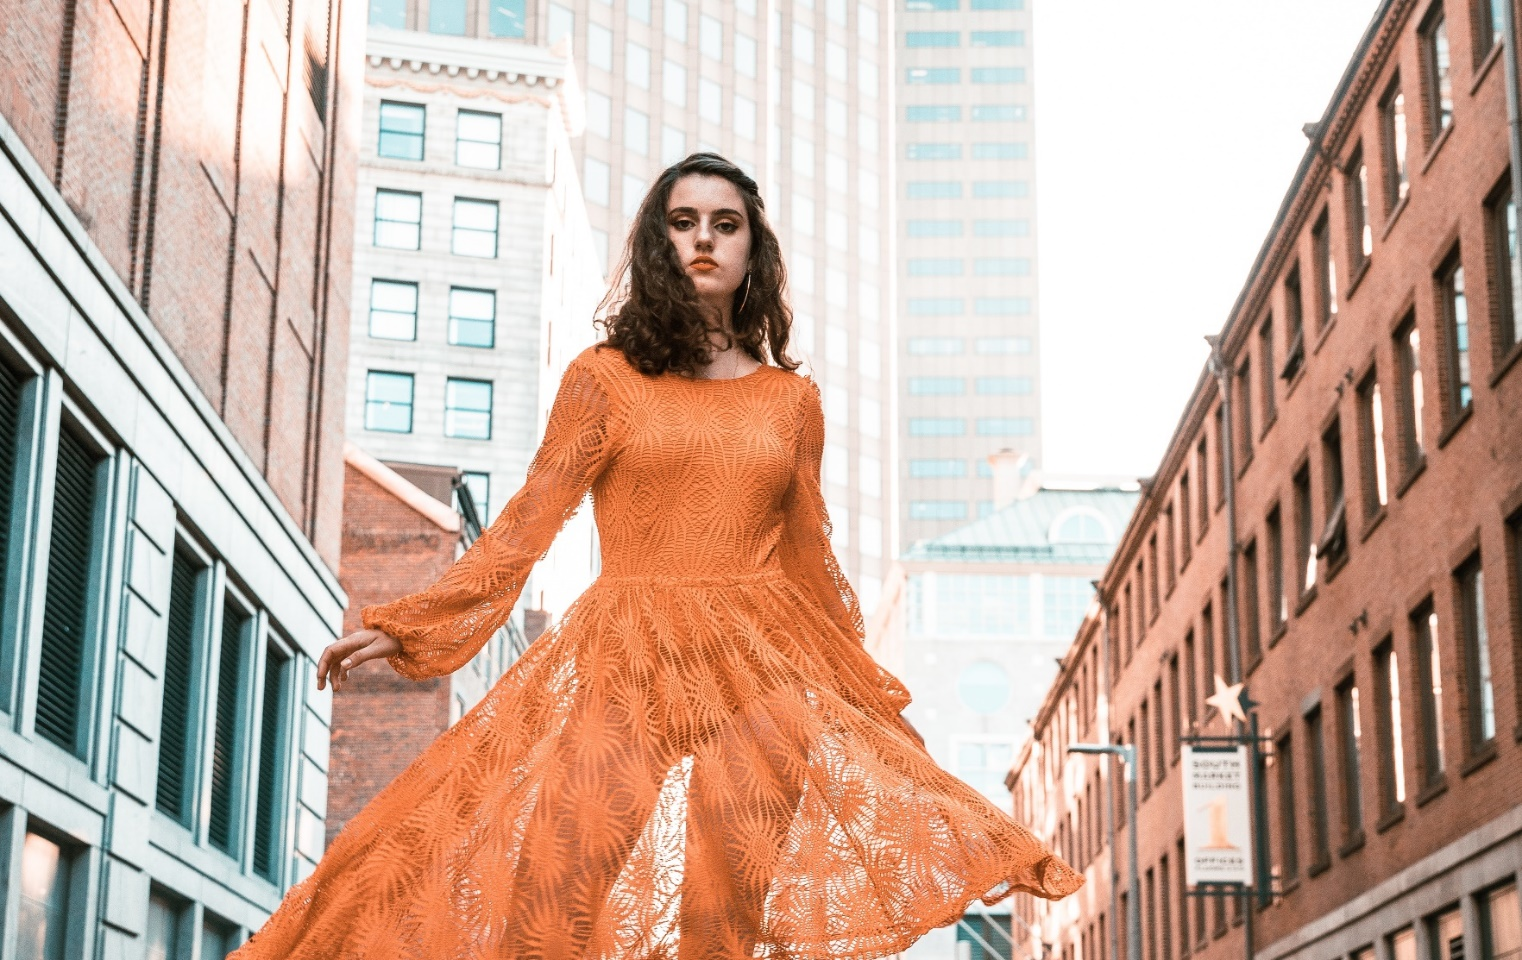 SOUTH
MARKET
BUILDING
1
OFFICES